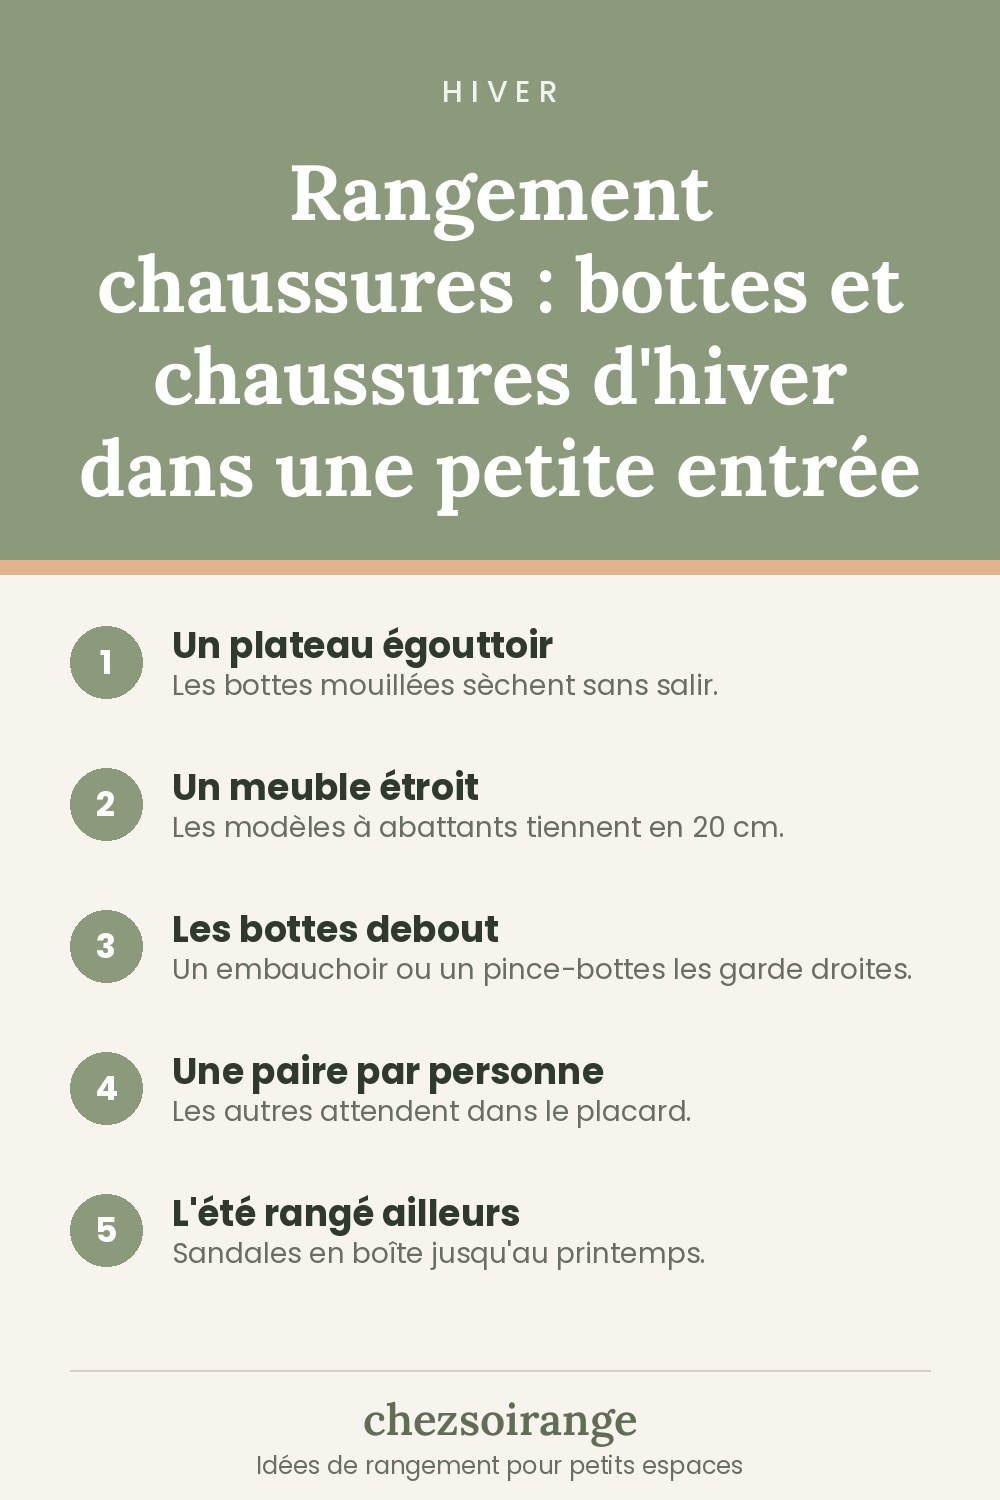 HIVER
Rangement
chaussures : bottes et
chaussures d'hiver
dans une petite entrée
1
Un plateau égouttoir
Les bottes mouillées sèchent sans salir.
2
Un meuble étroit
Les modèles à abattants tiennent en 20 cm.
3
Les bottes debout
Un embauchoir ou un pince-bottes les garde droites.
4
Une paire par personne
Les autres attendent dans le placard.
5
L'été rangé ailleurs
Sandales en boîte jusqu'au printemps.
chezsoirange
Idées de rangement pour petits espaces